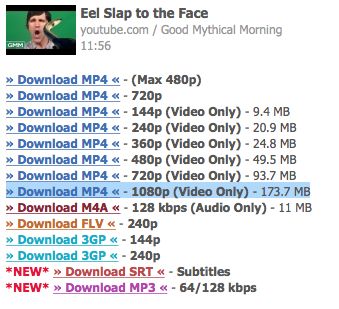 Eel Slap to the Face
youtube.com / Good Mythical Morning
11:56
GMM
» Download MP4 « - (Max 480p)
» Download MP4 « - 720p
» Download MP4 « - 144p (Video Only) - 9.4 MB
» Download MP4 « - 240p (Video Only) - 20.9 MB
» Download MP4 « - 360p (Video Only) - 24.8 MB
» Download MP4 « - 480p (Video Only) - 49.5 MB
» Download MP4 « - 720p (Video Only) - 93.7 MB
» Download MP4 « - 1080p (Video Only) - 173.7 MB
» Download M4A « - 128 kbps (Audio Only) - 11 MB
» Download FLV « - 240p
» Download 3GP « - 144p
» Download 3GP « - 240p
*NEW* » Download SRT « - Subtitles
*NEW* » Download MP3 « - 64/128 kbps